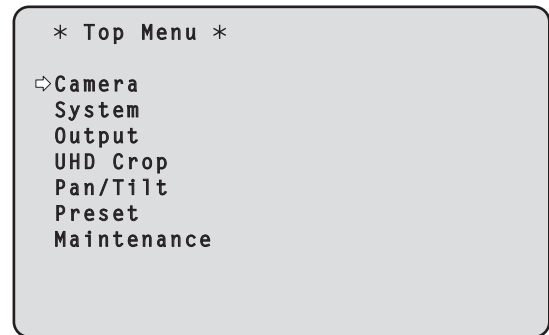 * Top Menu *
⇨Camera
System
Output
UHD Crop
Pan/Tilt
Preset
Maintenance